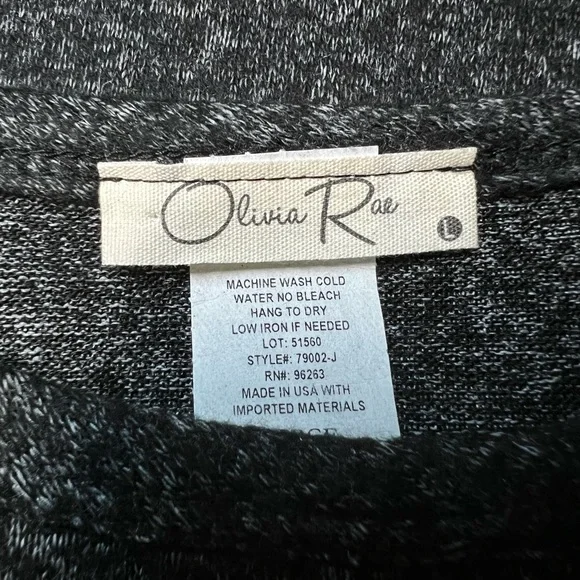 Olivia Rae
L
MACHINE WASH COLD
WATER NO BLEACH
HANG TO DRY
LOW IRON IF NEEDED
LOT: 51560
STYLE#: 79002-J
RN#: 96263
MADE IN USA WITH
IMPORTED MATERIALS